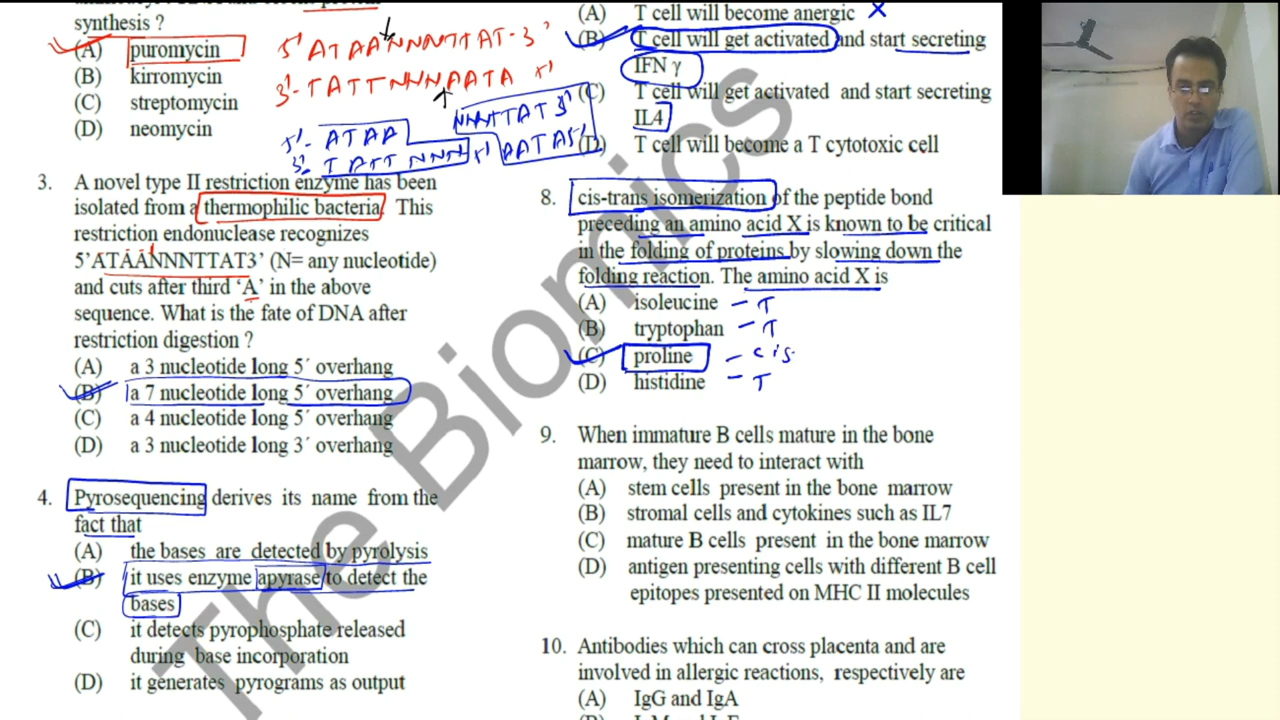 synthesis ?
(A) puromycin
(B) kirromycin
(C) streptomycin
(D) neomycin
5' ATAANNNNTTAT-3'
3'-TATTNNNAATA 5'
5'- ATAA
3'- TATT NNN 5'
NNNTTAT 3'
AATA 5'
3. A novel type II restriction enzyme has been
isolated from a thermophilic bacteria. This
restriction endonuclease recognizes
5’ATAANNNTTAT3’ (N= any nucleotide)
and cuts after third ‘A’ in the above
sequence. What is the fate of DNA after
restriction digestion ?
(A) a 3 nucleotide long 5´ overhang
(B) a 7 nucleotide long 5´ overhang
(C) a 4 nucleotide long 5´ overhang
(D) a 3 nucleotide long 3´ overhang
4. Pyrosequencing derives its name from the
fact that
(A) the bases are detected by pyrolysis
(B) it uses enzyme apyrase to detect the
bases
(C) it detects pyrophosphate released
during base incorporation
(D) it generates pyrograms as output
(A) T cell will become anergic X
(B) T cell will get activated and start secreting
IFN γ
(C) T cell will get activated and start secreting
IL4
(D) T cell will become a T cytotoxic cell
8. cis-trans isomerization of the peptide bond
preceding an amino acid X is known to be critical
in the folding of proteins by slowing down the
folding reaction. The amino acid X is
(A) isoleucine – T
(B) tryptophan – T
(C) proline – cis
(D) histidine – T
9. When immature B cells mature in the bone
marrow, they need to interact with
(A) stem cells present in the bone marrow
(B) stromal cells and cytokines such as IL7
(C) mature B cells present in the bone marrow
(D) antigen presenting cells with different B cell
epitopes presented on MHC II molecules
10. Antibodies which can cross placenta and are
involved in allergic reactions, respectively are
(A) IgG and IgA
The Biomics